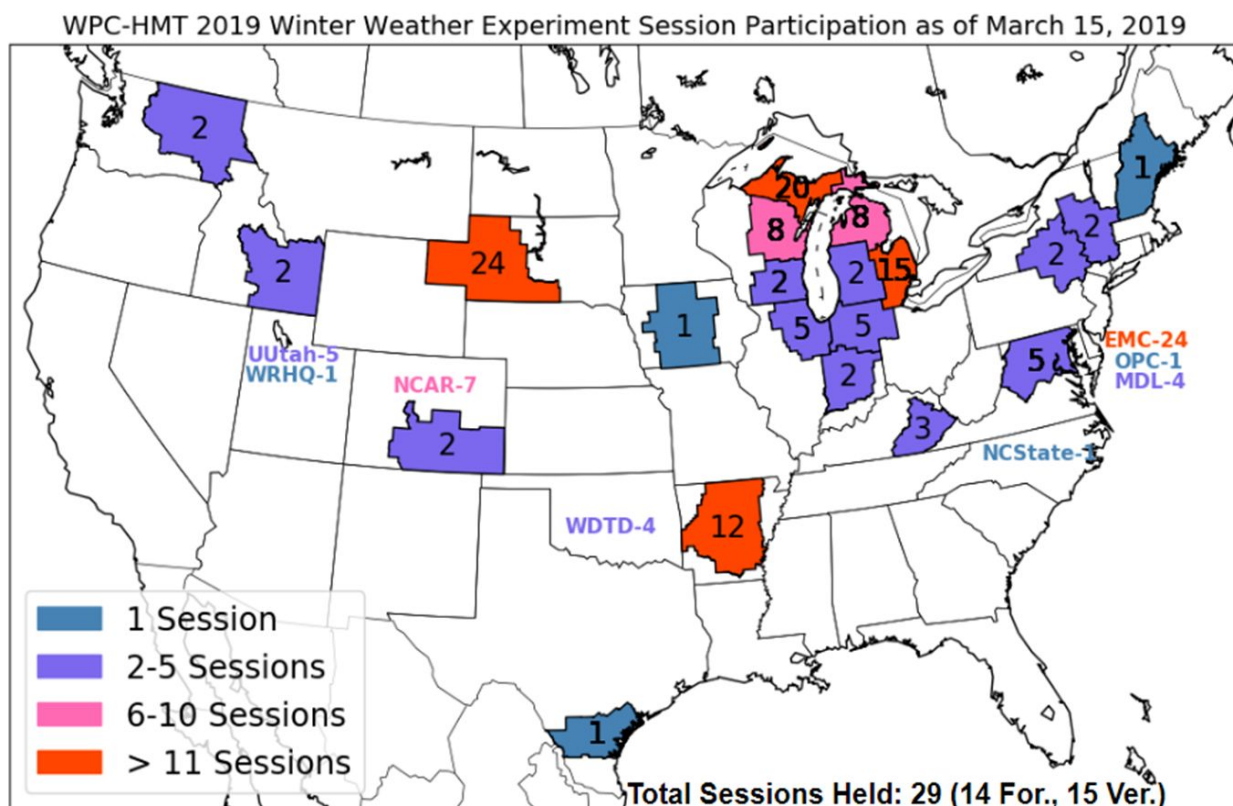 WPC-HMT 2019 Winter Weather Experiment Session Participation as of March 15, 2019
2
20
1
8
8
2
2
2
24
2
2
15
1
5
5
UUtah-5
WRHQ-1
EMC-24
OPC-1
MDL-4
5
NCAR-7
2
2
3
NCState-1
WDTD-4
12
1 Session
2-5 Sessions
6-10 Sessions
> 11 Sessions
1
Total Sessions Held: 29 (14 For., 15 Ver.)